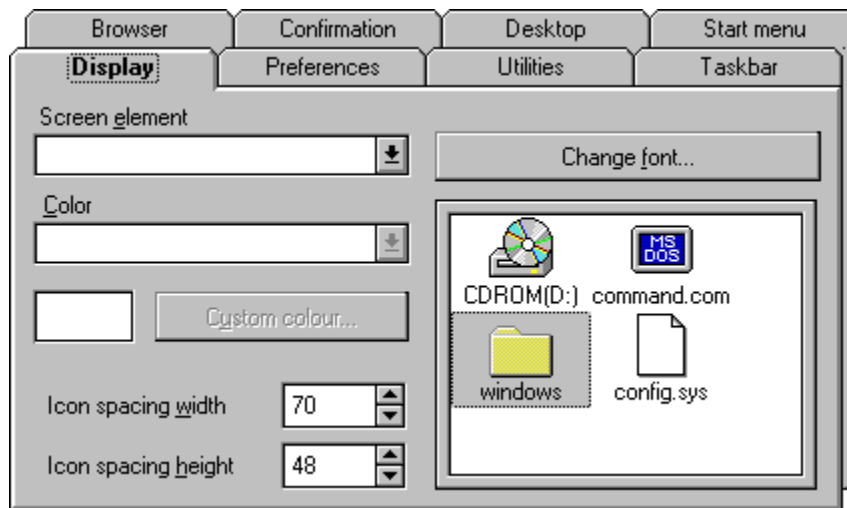 Browser Confirmation Desktop Start menu
Display Preferences Utilities Taskbar
Screen element
Change font...
Color
MS
DOS
CDROM(D:) command.com
Custom colour...
windows config.sys
Icon spacing width 70
Icon spacing height 48